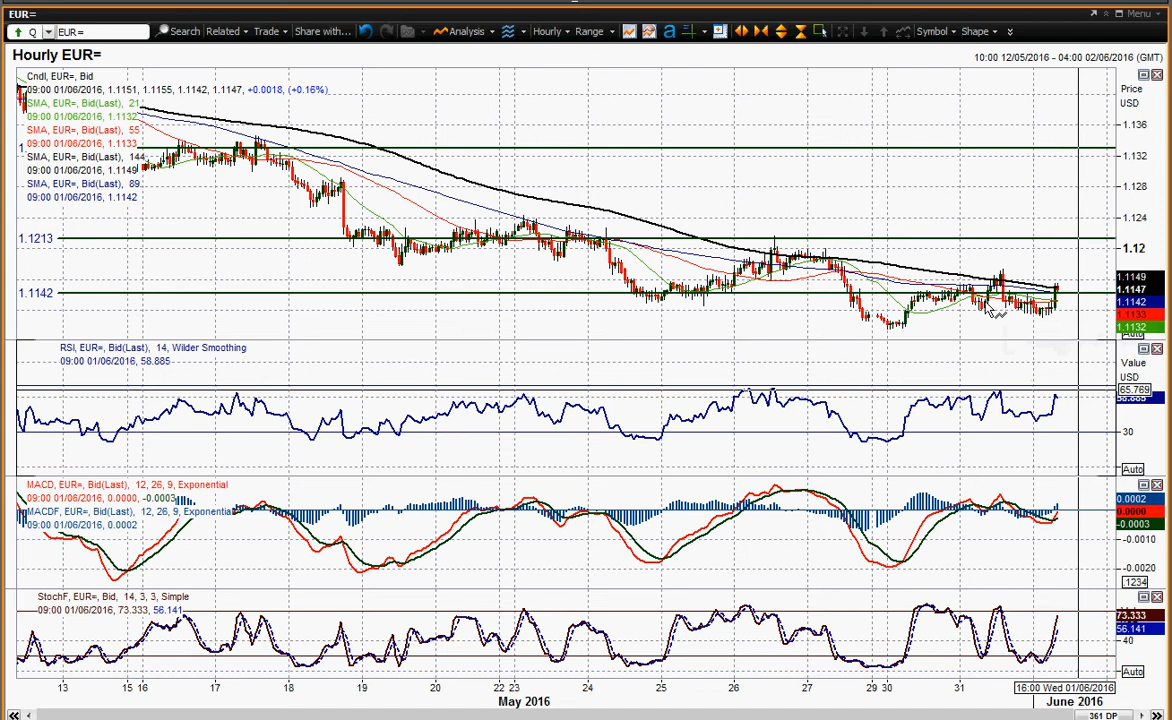 EUR=
Menu
Q EUR= Search Related Trade Share with... Analysis Hourly Range Symbol Shape
Hourly EUR=
10:00 12/05/2016 - 04:00 02/06/2016 (GMT)
Cndl, EUR=, Bid
09:00 01/06/2016, 1.1151, 1.1155, 1.1142, 1.1147, +0.0018, (+0.16%)
SMA, EUR=, Bid(Last), 21
09:00 01/06/2016, 1.1132
SMA, EUR=, Bid(Last), 55
09:00 01/06/2016, 1.1133
SMA, EUR=, Bid(Last), 144
09:00 01/06/2016, 1.1149
SMA, EUR=, Bid(Last), 89
09:00 01/06/2016, 1.1142
Price
USD
1.136
1.132
1.128
1.124
1.12
1.1213
1.1142
1.1149
1.1147
1.1142
1.1133
1.1132
RSI, EUR=, Bid(Last), 14, Wilder Smoothing
09:00 01/06/2016, 58.885
Value
USD
65.769
30
Auto
MACD, EUR=, Bid(Last), 12, 26, 9, Exponential
09:00 01/06/2016, 0.0000, -0.0003
MACDF, EUR=, Bid(Last), 12, 26, 9, Exponential
09:00 01/06/2016, 0.0002
0.0002
0.0000
-0.0003
-0.0010
-0.0020
.1234
StochF, EUR=, Bid, 14, 3, 3, Simple
09:00 01/06/2016, 73.333, 56.141
73.333
56.141
40
Auto
13 15 16 17 18 19 20 22 23 24 25 26 27 29 30 31 16:00 Wed 01/06/2016
May 2016 June 2016
361 DP